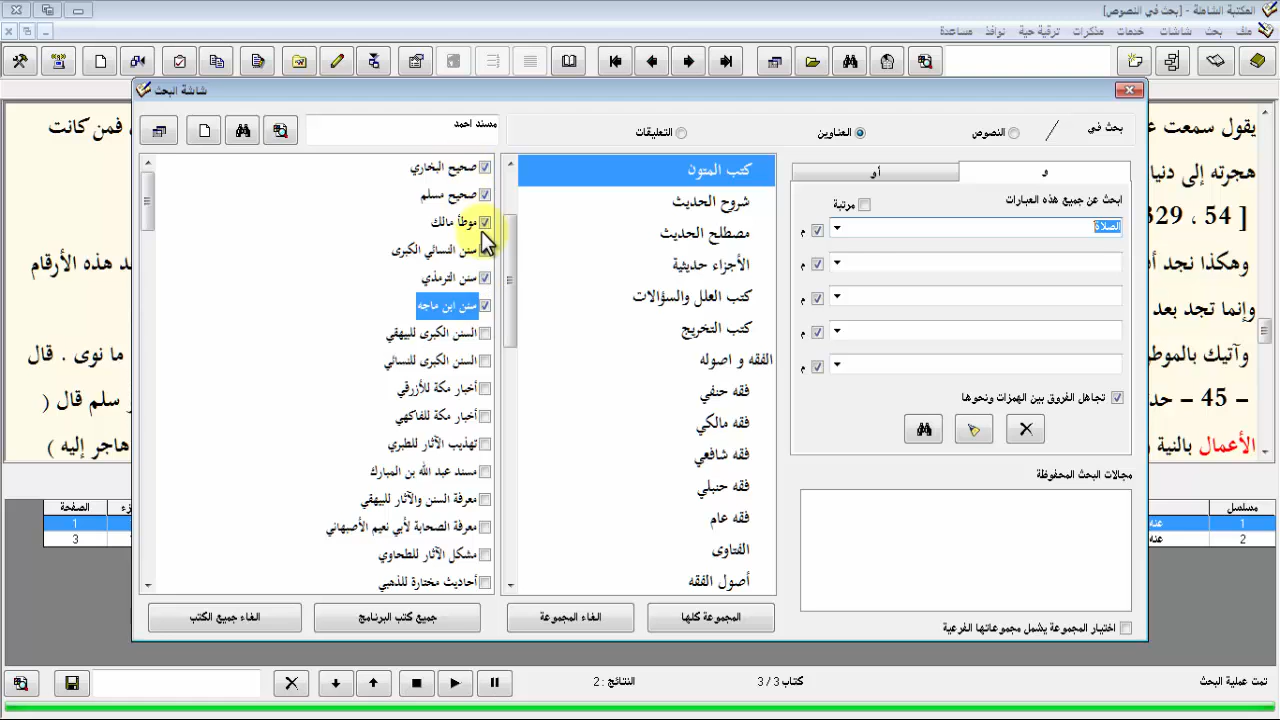 المكتبة الشاملة - [بحث في النصوص]
ملف بحث شاشات خدمات مذكرات ترقية حية نوافذ مساعدة
شاشة البحث
بحث في
النصوص
العناوين
التعليقات
مسند احمد
و
أو
ابحث عن جميع هذه العبارات
مرتبة
الصلاة
م
م
م
م
م
تجاهل الفروق بين الهمزات ونحوها
مجالات البحث المحفوظة
اختيار المجموعة يشمل مجموعاتها الفرعية
كتب المتون
شروح الحديث
مصطلح الحديث
الأجزاء حديثية
كتب العلل والسؤالات
كتب التخريج
الفقه و اصوله
فقه حنفي
فقه مالكي
فقه شافعي
فقه حنبلي
فقه عام
الفتاوى
أصول الفقه
المجموعة كلها
الغاء المجموعة
صحيح البخاري
صحيح مسلم
موطأ مالك
سنن النسائي الكبرى
سنن الترمذي
سنن ابن ماجه
السنن الكبرى للبيهقي
السنن الكبرى للنسائي
أخبار مكة للأزرقي
أخبار مكة للفاكهي
تهذيب الآثار للطبري
مسند عبد الله بن المبارك
معرفة السنن والآثار للبيهقي
معرفة الصحابة لأبي نعيم الأصبهاني
مشكل الآثار للطحاوي
أحاديث مختارة للذهبي
جميع كتب البرنامج
الغاء جميع الكتب
يقول سمعت
هجرته إلى دنيا
[ 54 ، 329
وهكذا نجد
وإنما تجد بعد
وآتيك بالموط
– 45 – حد
الأعمال بالنية
، فمن كانت
هذه الأرقام
ما نوى . قال
سلم قال (
هاجر إليه )
مسلسل
1
2
الصفحة
1
3
تمت عملية البحث
كتاب 3 / 3
النتائج : 2